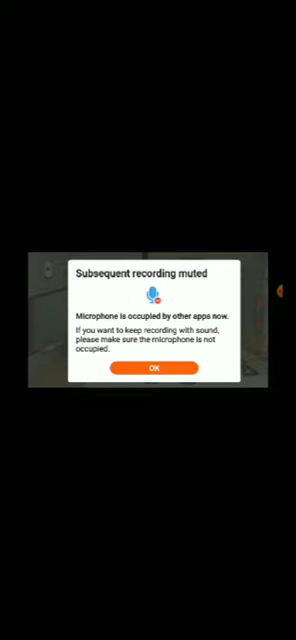 Subsequent recording muted
Microphone is occupied by other apps now.
If you want to keep recording with sound,
please make sure the microphone is not
occupied.
OK